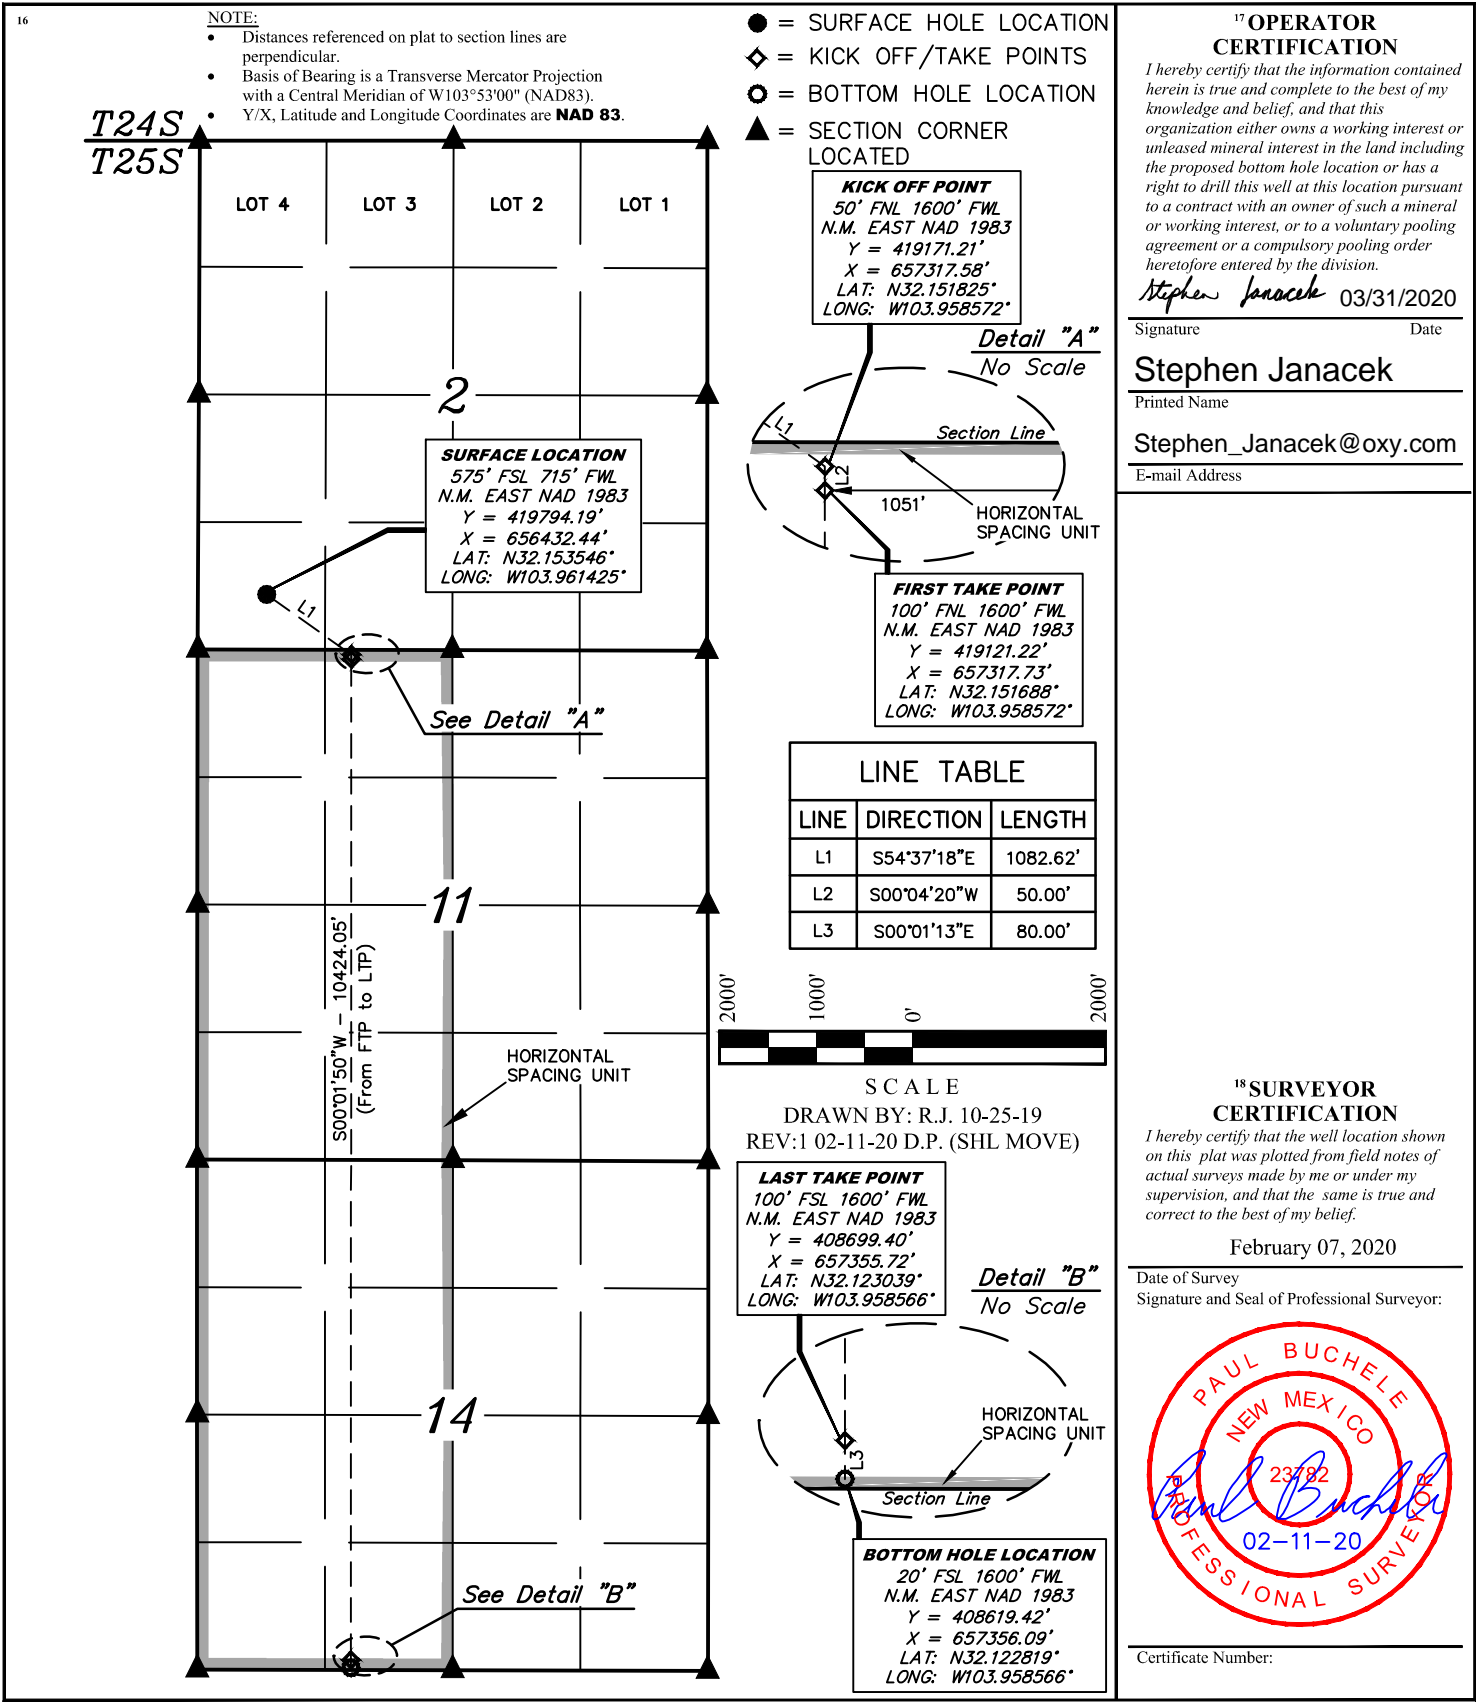 16
NOTE:
• Distances referenced on plat to section lines are
perpendicular.
• Basis of Bearing is a Transverse Mercator Projection
with a Central Meridian of W103°53'00" (NAD83).
• Y/X, Latitude and Longitude Coordinates are NAD 83.
= SURFACE HOLE LOCATION
= KICK OFF/TAKE POINTS
= BOTTOM HOLE LOCATION
= SECTION CORNER
LOCATED
T24S
T25S
LOT 4
LOT 3
LOT 2
LOT 1
KICK OFF POINT
50' FNL 1600' FWL
N.M. EAST NAD 1983
Y = 419171.21'
X = 657317.58'
LAT: N32.151825°
LONG: W103.958572°
Detail "A"
No Scale
2
L1
Section Line
L2
1051'
HORIZONTAL
SPACING UNIT
SURFACE LOCATION
575' FSL 715' FWL
N.M. EAST NAD 1983
Y = 419794.19'
X = 656432.44'
LAT: N32.153546°
LONG: W103.961425°
L1
FIRST TAKE POINT
100' FNL 1600' FWL
N.M. EAST NAD 1983
Y = 419121.22'
X = 657317.73'
LAT: N32.151688°
LONG: W103.958572°
See Detail "A"
LINE TABLE
LINE DIRECTION LENGTH
L1 S54°37'18"E 1082.62'
L2 S00°04'20"W 50.00'
L3 S00°01'13"E 80.00'
11
S00°01'50"W – 10424.05'
(From FTP to LTP)
HORIZONTAL
SPACING UNIT
2000' 1000' 0' 2000'
SCALE
DRAWN BY: R.J. 10-25-19
REV:1 02-11-20 D.P. (SHL MOVE)
LAST TAKE POINT
100' FSL 1600' FWL
N.M. EAST NAD 1983
Y = 408699.40'
X = 657355.72'
LAT: N32.123039°
LONG: W103.958566°
Detail "B"
No Scale
14
HORIZONTAL
SPACING UNIT
L3
Section Line
See Detail "B"
BOTTOM HOLE LOCATION
20' FSL 1600' FWL
N.M. EAST NAD 1983
Y = 408619.42'
X = 657356.09'
LAT: N32.122819°
LONG: W103.958566°
17 OPERATOR
CERTIFICATION
I hereby certify that the information contained
herein is true and complete to the best of my
knowledge and belief, and that this
organization either owns a working interest or
unleased mineral interest in the land including
the proposed bottom hole location or has a
right to drill this well at this location pursuant
to a contract with an owner of such a mineral
or working interest, or to a voluntary pooling
agreement or a compulsory pooling order
heretofore entered by the division.
Stephen Janacek 03/31/2020
Signature Date
Stephen Janacek
Printed Name
Stephen_Janacek@oxy.com
E-mail Address
18 SURVEYOR
CERTIFICATION
I hereby certify that the well location shown
on this plat was plotted from field notes of
actual surveys made by me or under my
supervision, and that the same is true and
correct to the best of my belief.
February 07, 2020
Date of Survey
Signature and Seal of Professional Surveyor:
PAUL BUCHELE
NEW MEXICO
23782
Paul Buchele
02-11-20
PROFESSIONAL SURVEYOR
Certificate Number: